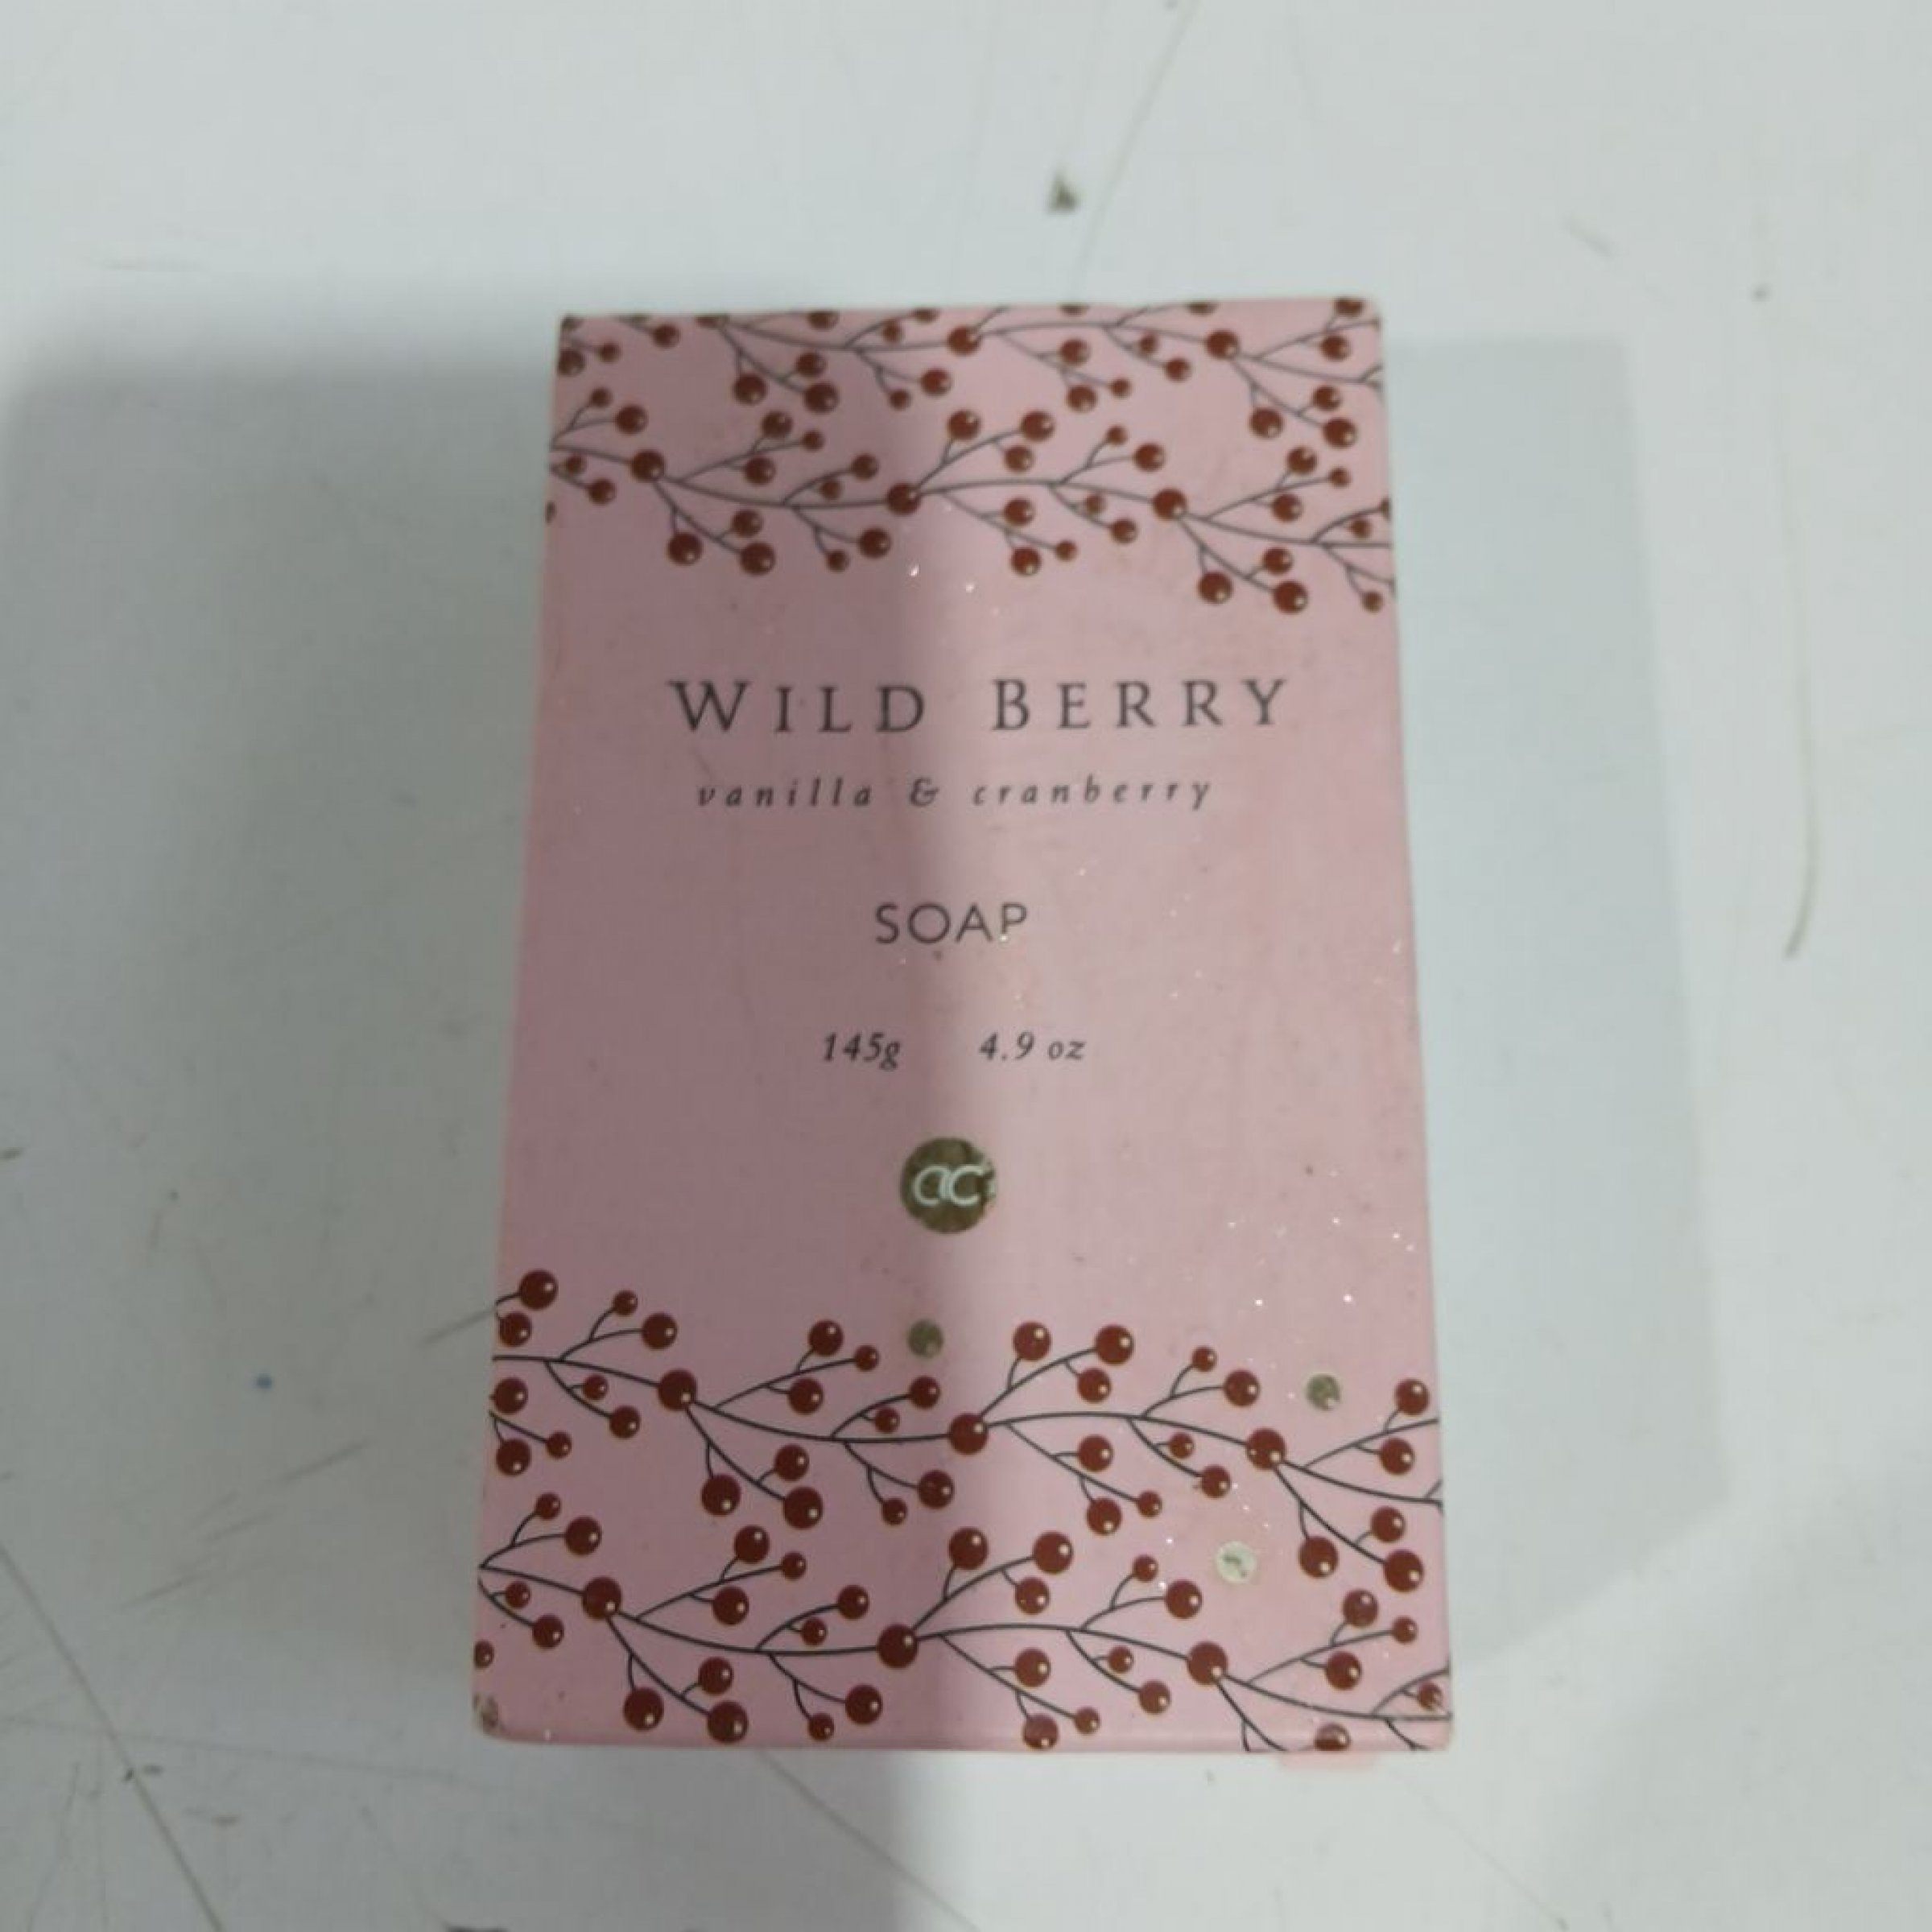 WILD BERRY
vanilla & cranberry
SOAP
145g 4.9 oz